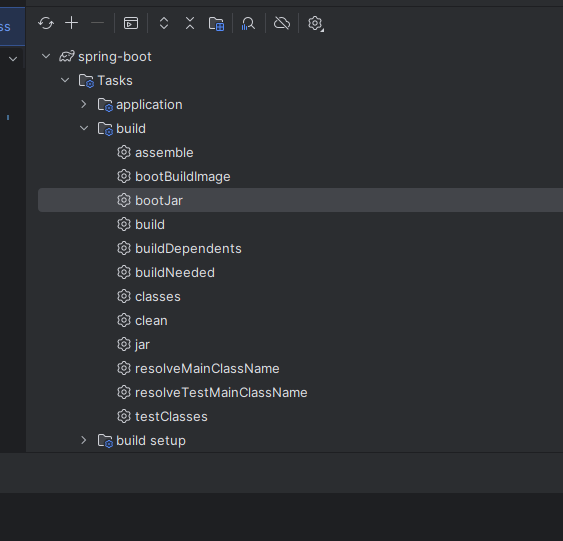 ss
spring-boot
Tasks
application
build
assemble
bootBuildImage
bootJar
build
buildDependents
buildNeeded
classes
clean
jar
resolveMainClassName
resolveTestMainClassName
testClasses
build setup